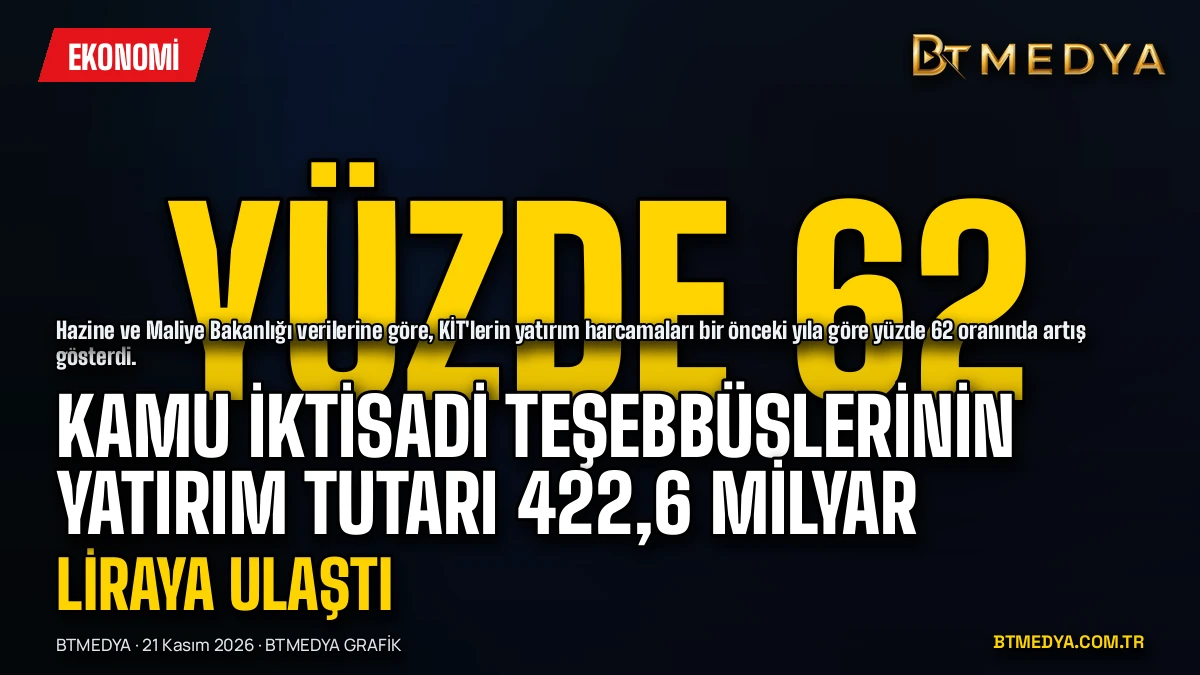 EKONOMİ
BT MEDYA
YÜZDE 62
Hazine ve Maliye Bakanlığı verilerine göre, KİT'lerin yatırım harcamaları bir önceki yıla göre yüzde 62 oranında artış
gösterdi.
KAMU İKTİSADİ TEŞEBBÜSLERİNİN
YATIRIM TUTARI 422,6 MİLYAR
LİRAYA ULAŞTI
BTMEDYA · 21 Kasım 2026 · BTMEDYA GRAFİK
BTMEDYA.COM.TR